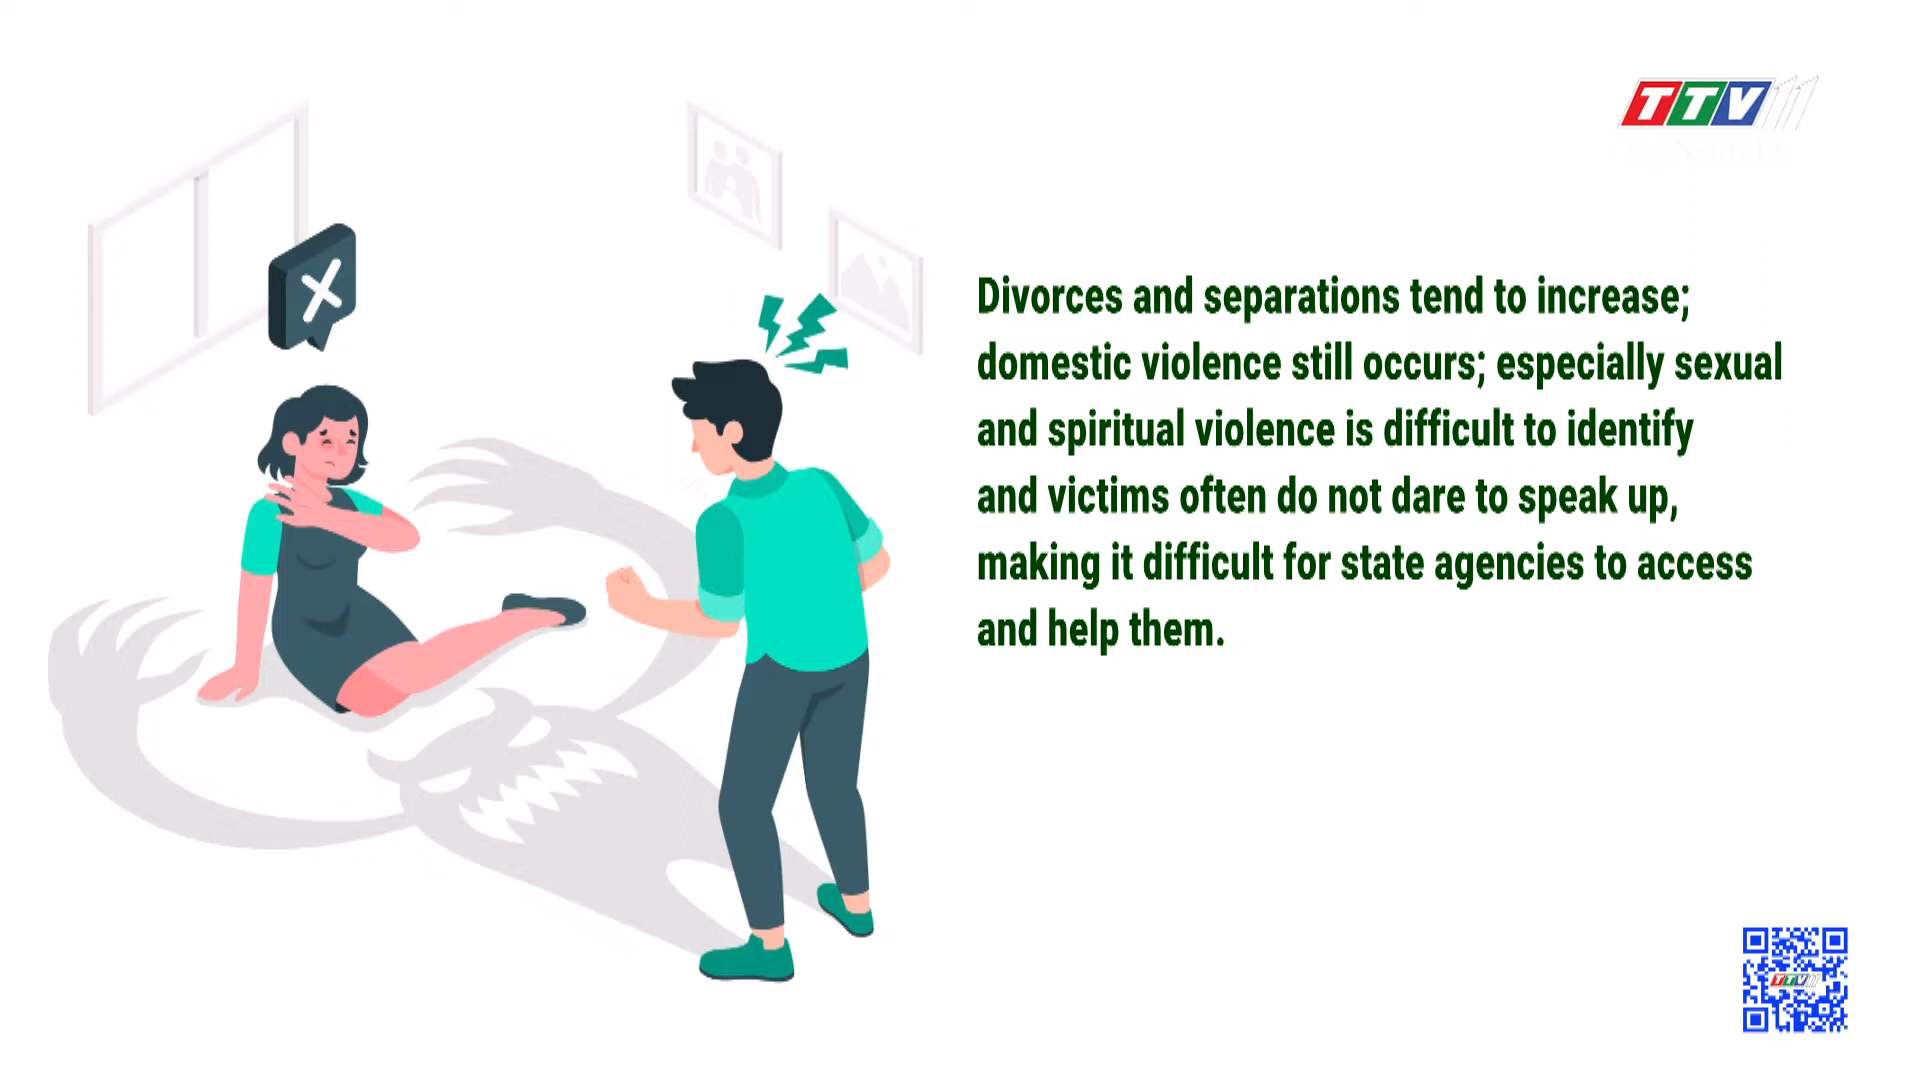 TTV11
Divorces and separations tend to increase;
domestic violence still occurs; especially sexual
and spiritual violence is difficult to identify
and victims often do not dare to speak up,
making it difficult for state agencies to access
and help them.
TTV11